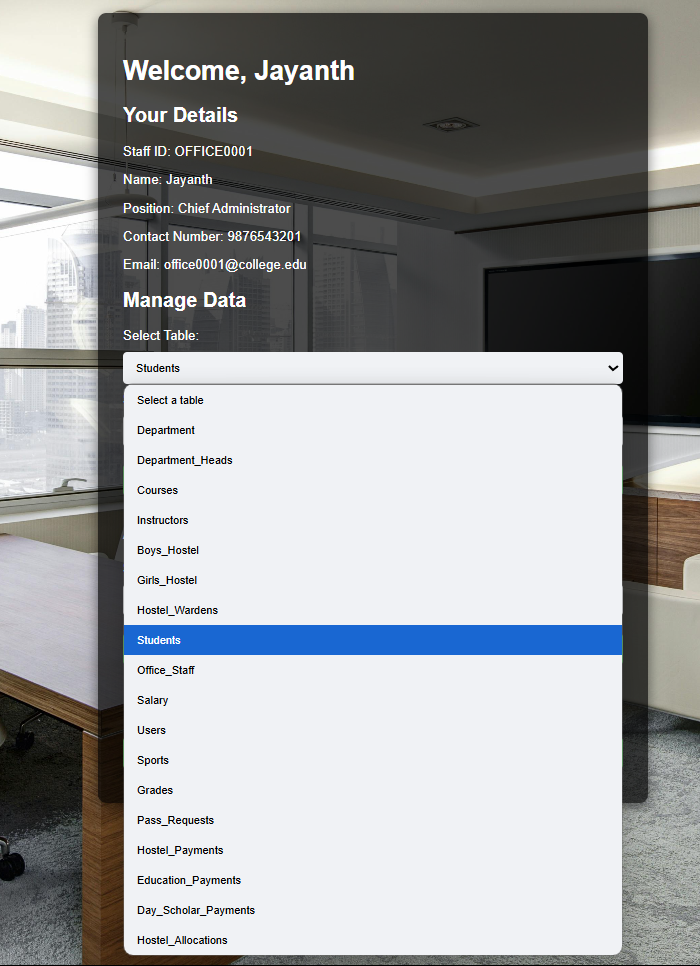 Welcome, Jayanth
Your Details
Staff ID: OFFICE0001
Name: Jayanth
Position: Chief Administrator
Contact Number: 9876543201
Email: office0001@college.edu
Manage Data
Select Table:
Students
Select a table
Department
Department_Heads
Courses
Instructors
Boys_Hostel
Girls_Hostel
Hostel_Wardens
Students
Office_Staff
Salary
Users
Sports
Grades
Pass_Requests
Hostel_Payments
Education_Payments
Day_Scholar_Payments
Hostel_Allocations